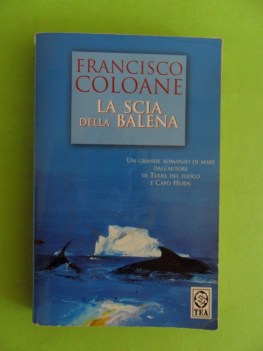 FRANCISCO
COLOANE
LA SCIA
DELLA BALENA
UN GRANDE ROMANZO DI MARE
DALL'AUTORE
DI TERRA DEL FUOCO
E CAPO HORN
TEA